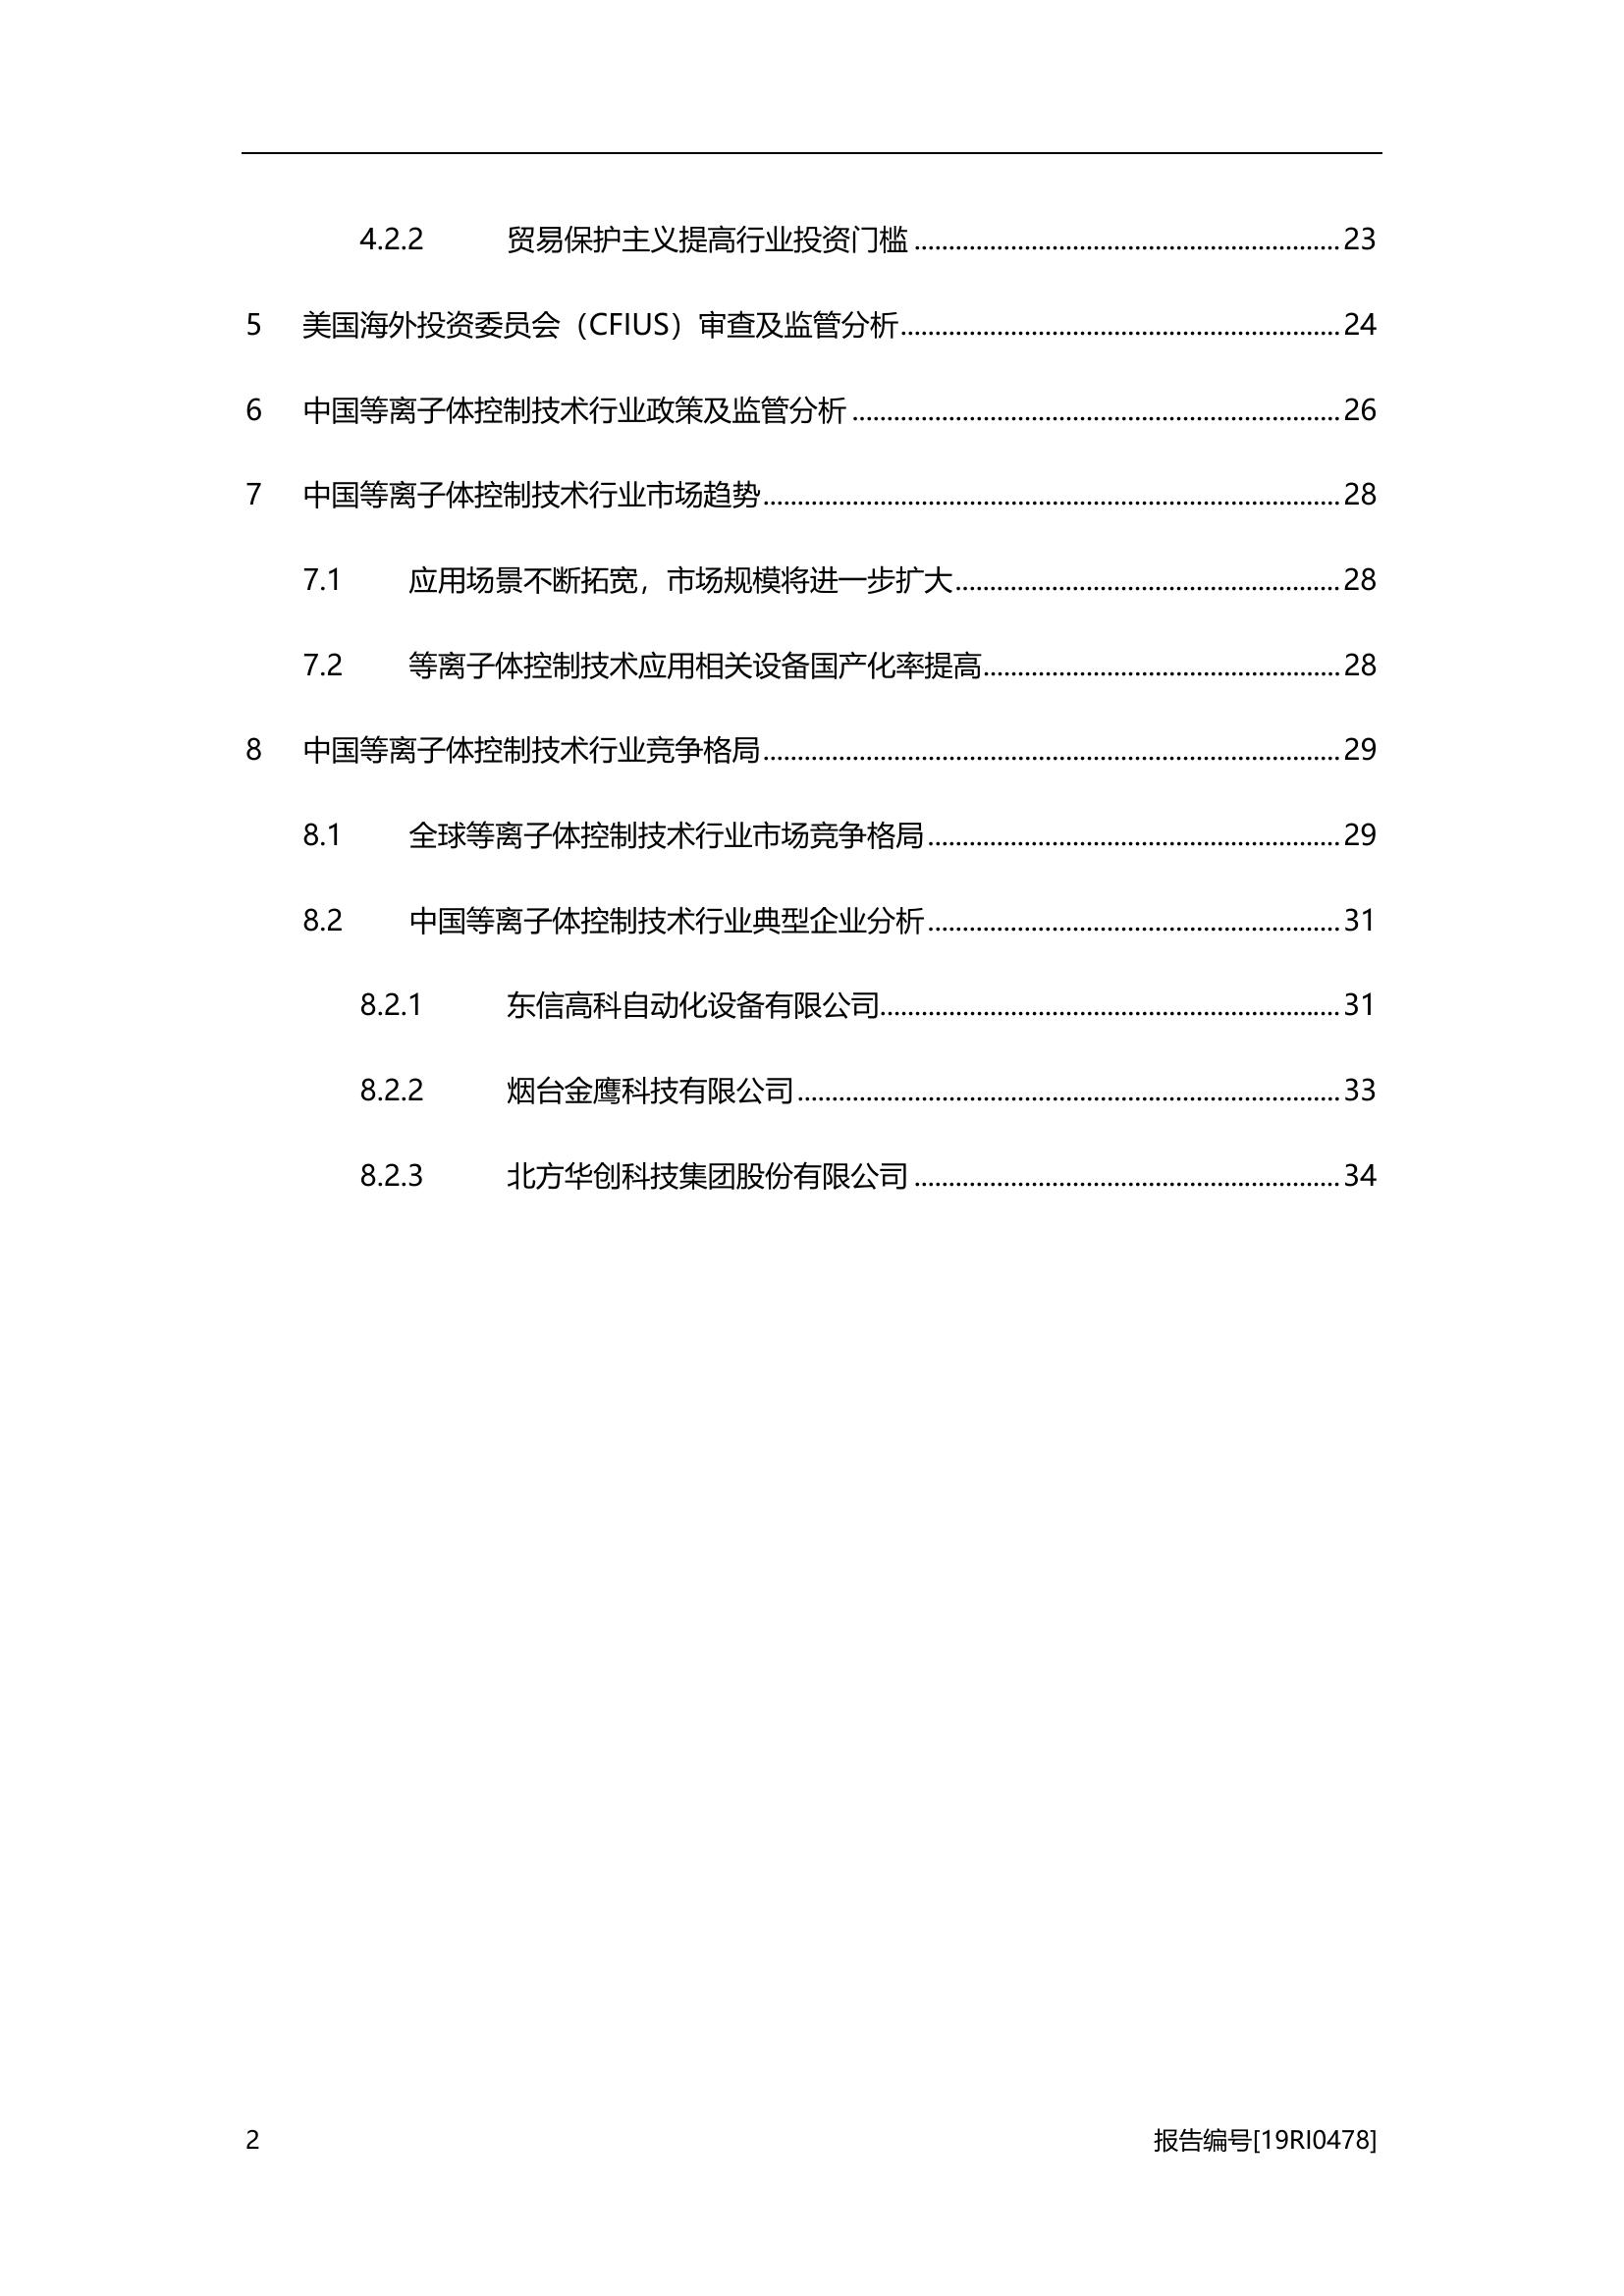 4.2.2 贸易保护主义提高行业投资门槛 23
5 美国海外投资委员会（CFIUS）审查及监管分析 24
6 中国等离子体控制技术行业政策及监管分析 26
7 中国等离子体控制技术行业市场趋势 28
7.1 应用场景不断拓宽，市场规模将进一步扩大 28
7.2 等离子体控制技术应用相关设备国产化率提高 28
8 中国等离子体控制技术行业竞争格局 29
8.1 全球等离子体控制技术行业市场竞争格局 29
8.2 中国等离子体控制技术行业典型企业分析 31
8.2.1 东信高科自动化设备有限公司 31
8.2.2 烟台金鹰科技有限公司 33
8.2.3 北方华创科技集团股份有限公司 34
2 报告编号[19RI0478]